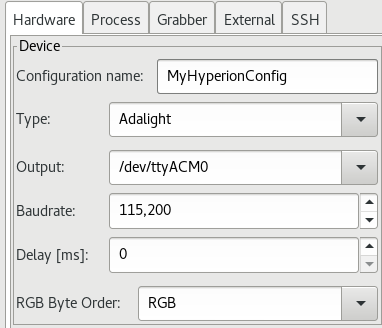 Hardware Process Grabber External SSH
Device
Configuration name: MyHyperionConfig
Type: Adalight
Output: /dev/ttyACM0
Baudrate: 115,200
Delay [ms]: 0
RGB Byte Order: RGB